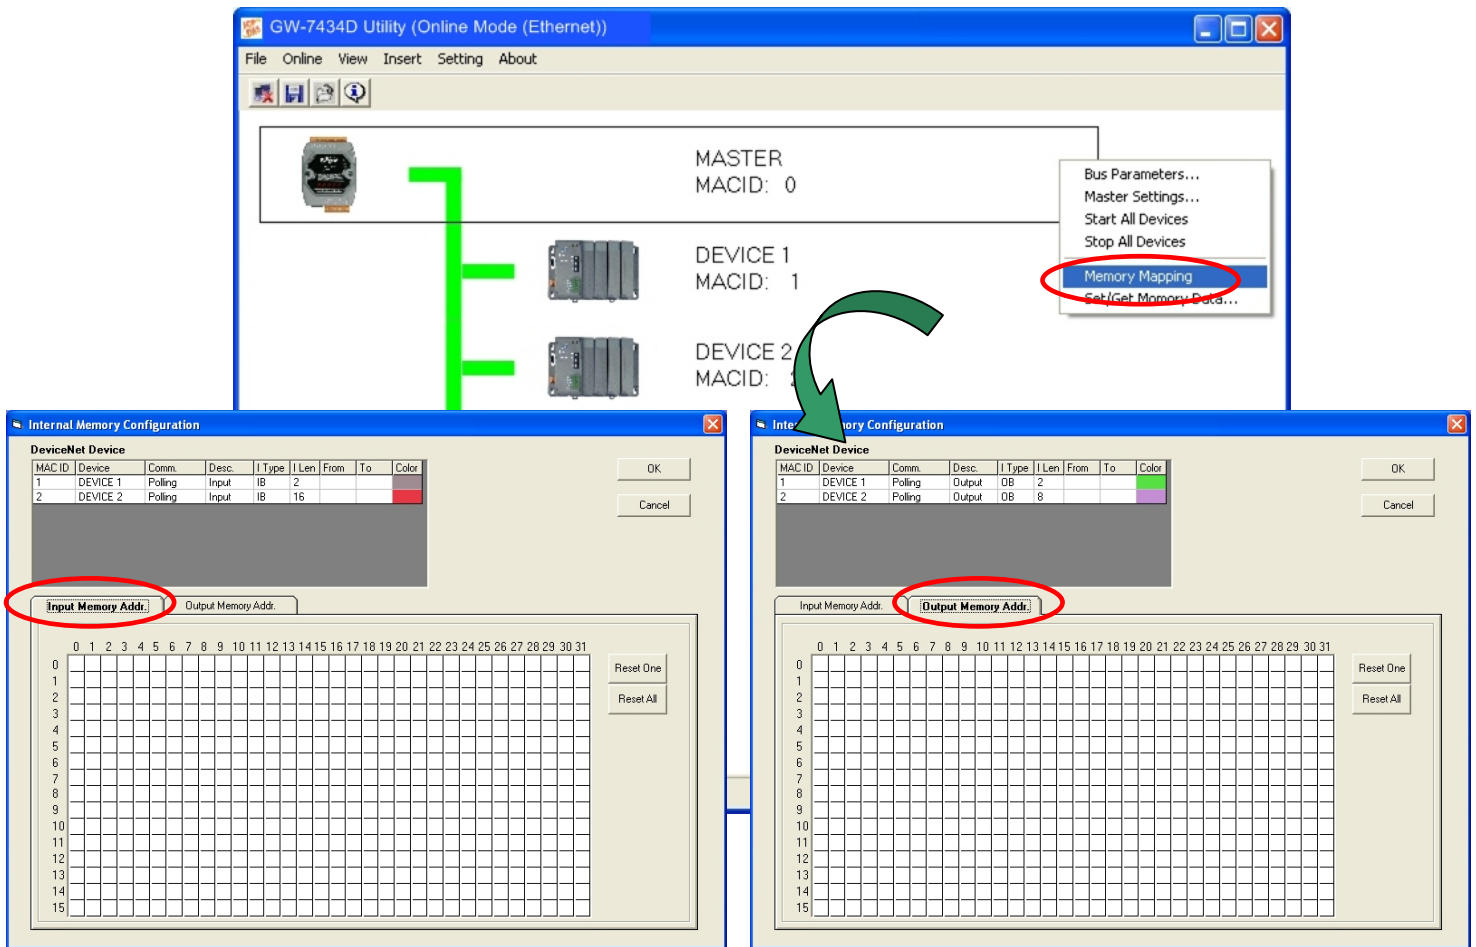 GW-7434D Utility (Online Mode (Ethernet))
File Online View Insert Setting About
MASTER
MACID: 0
Bus Parameters...
Master Settings...
Start All Devices
Stop All Devices
Memory Mapping
Set/Get Momory Data...
DEVICE 1
MACID: 1
DEVICE 2
MACID:
Internal Memory Configuration
DeviceNet Device
MAC ID Device Comm. Desc. I Type I Len From To Color
1 DEVICE 1 Polling Input IB 2
2 DEVICE 2 Polling Input IB 16
OK
Cancel
Input Memory Addr. Output Memory Addr.
0 1 2 3 4 5 6 7 8 9 10 11 12 13 14 15 16 17 18 19 20 21 22 23 24 25 26 27 28 29 30 31
0
1
2
3
4
5
6
7
8
9
10
11
12
13
14
15
Reset One
Reset All
Configuration
DeviceNet Device
MAC ID Device Comm. Desc. I Type I Len From To Color
1 DEVICE 1 Polling Output OB 2
2 DEVICE 2 Polling Output OB 8
OK
Cancel
Input Memory Addr. Output Memory Addr.
0 1 2 3 4 5 6 7 8 9 10 11 12 13 14 15 16 17 18 19 20 21 22 23 24 25 26 27 28 29 30 31
0
1
2
3
4
5
6
7
8
9
10
11
12
13
14
15
Reset One
Reset All